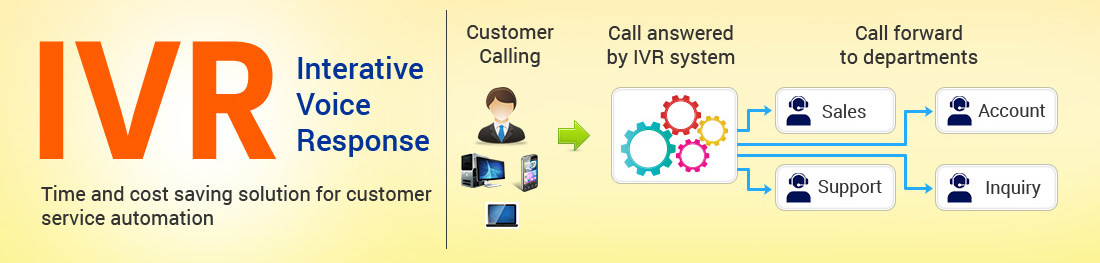 IVR
Interative
Voice
Response
Time and cost saving solution for customer
service automation
Customer
Calling
Call answered
by IVR system
Call forward
to departments
Sales
Account
Support
Inquiry